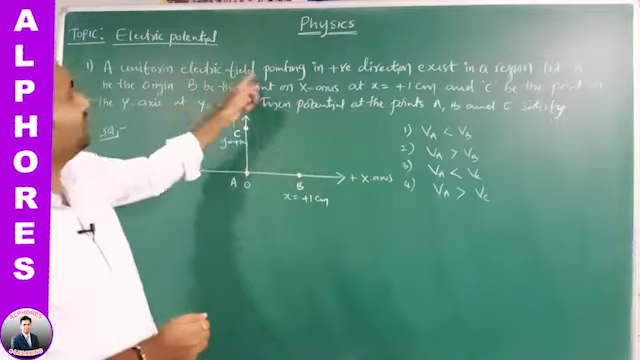 ALPHORES
Physics
TOPIC: Electric potential
1) A uniform electric field pointing in +ve direction exist in a region let A
be the origin B be the point on X-axis at x = +1 cm and 'C' be the point on
the Y-axis at y Then potential at the points A, B and C satisfy
Sol,-
C
A O
B
+ X axis
x = +1 cm
1) VA < VB
2) VA > VB
3) VA < VC
4) VA > VC
ALPHORES